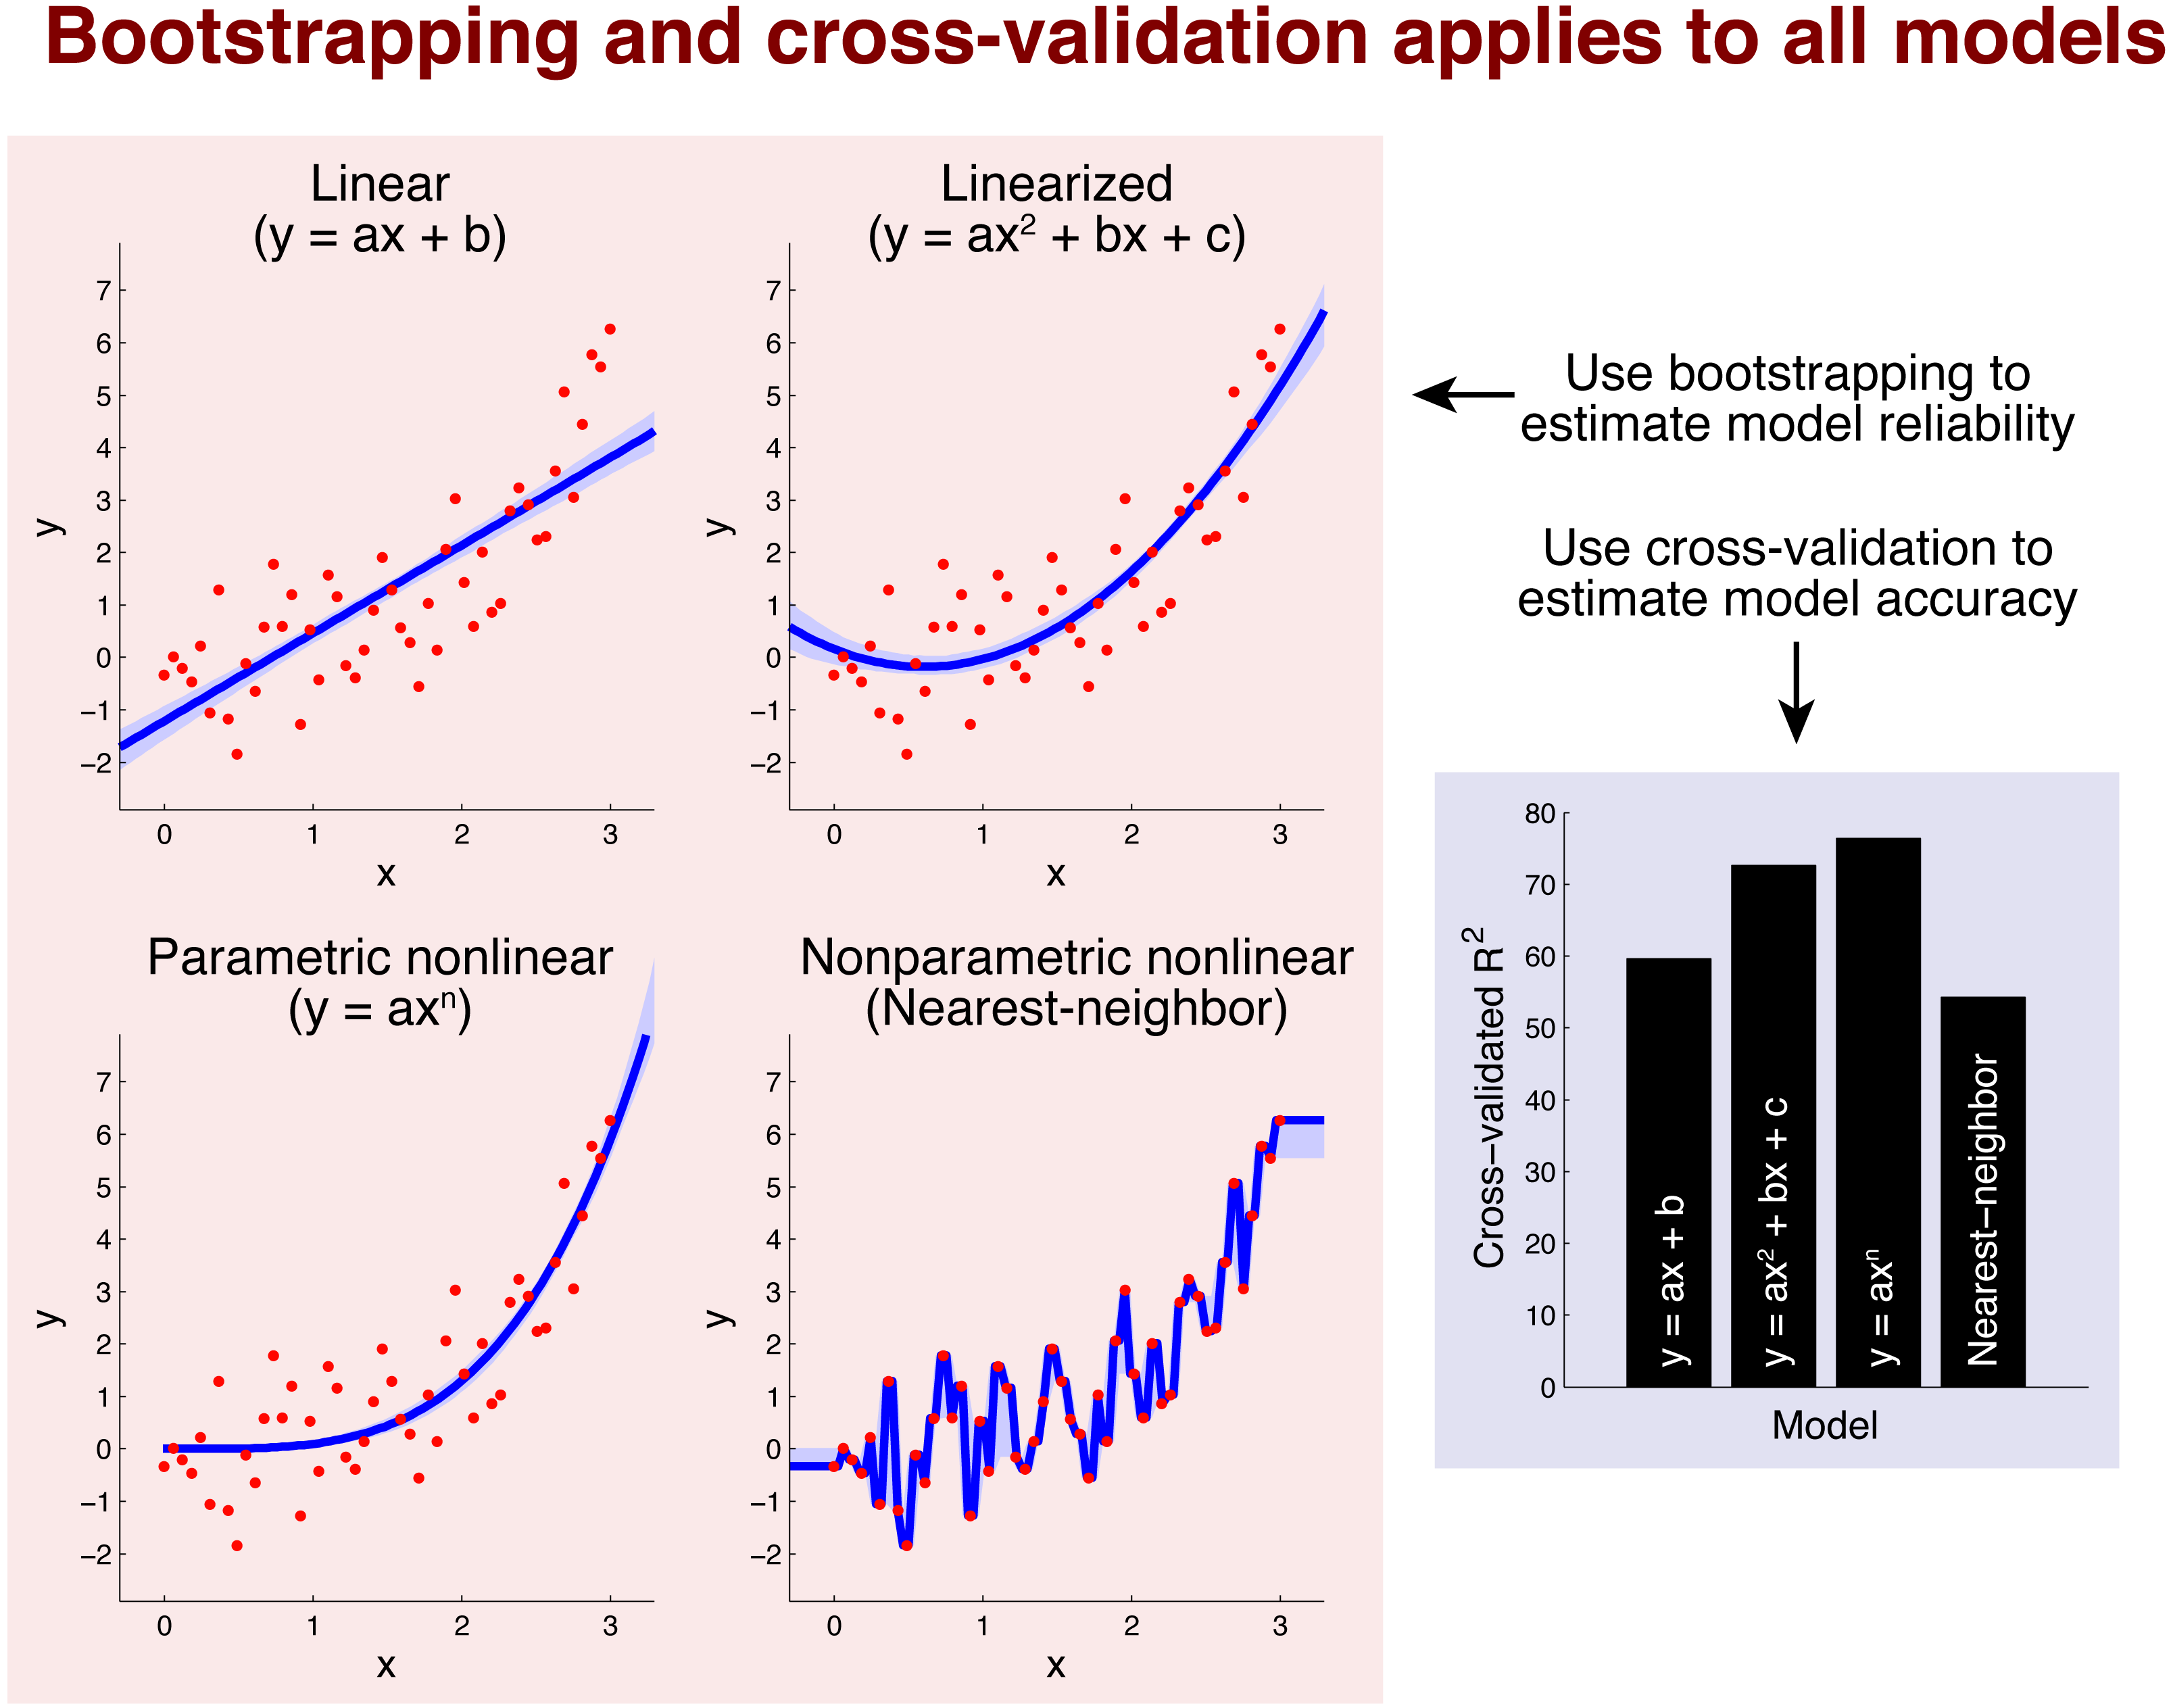 Bootstrapping and cross-validation applies to all models
Linear
(y = ax + b)
7
6
5
4
3
2
1
0
−1
−2
y
0 1 2 3
x
Linearized
(y = ax² + bx + c)
7
6
5
4
3
2
1
0
−1
−2
y
0 1 2 3
x
Parametric nonlinear
(y = axⁿ)
7
6
5
4
3
2
1
0
−1
−2
y
0 1 2 3
x
Nonparametric nonlinear
(Nearest-neighbor)
7
6
5
4
3
2
1
0
−1
−2
y
0 1 2 3
x
Use bootstrapping to
estimate model reliability
Use cross-validation to
estimate model accuracy
80
70
60
50
40
30
20
10
0
Cross−validated R²
y = ax + b
y = ax² + bx + c
y = axⁿ
Nearest−neighbor
Model